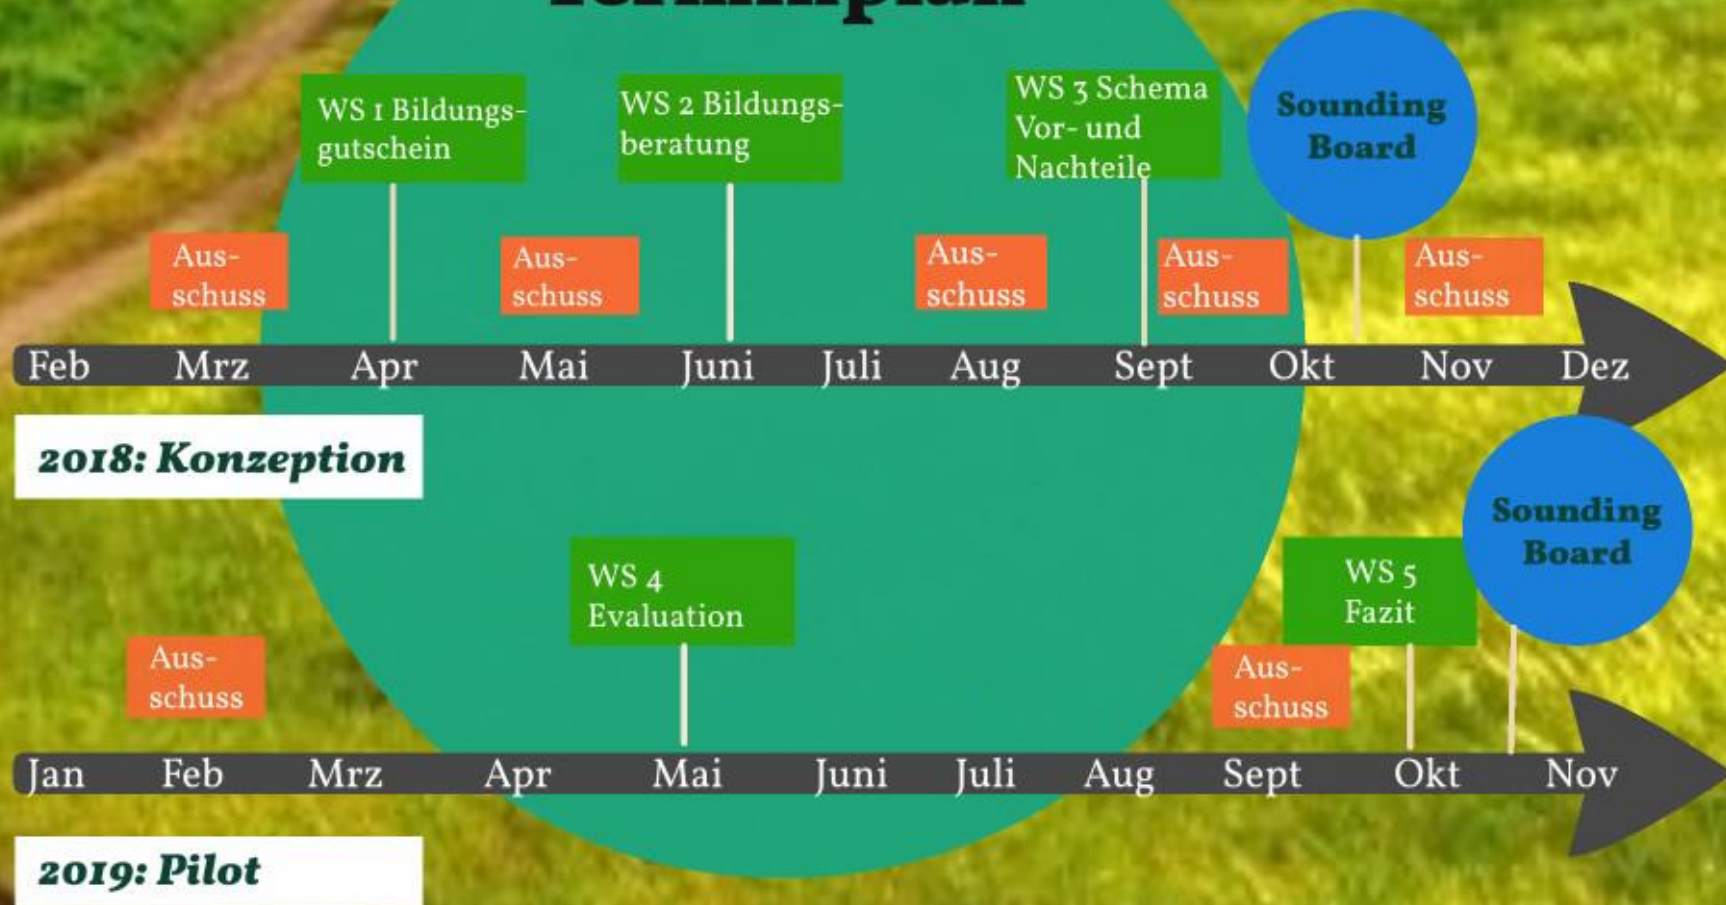 Terminplan
WS 1 Bildungs-
gutschein
WS 2 Bildungs-
beratung
WS 3 Schema
Vor- und
Nachteile
Sounding
Board
Aus-
schuss
Aus-
schuss
Aus-
schuss
Aus-
schuss
Aus-
schuss
Feb Mrz Apr Mai Juni Juli Aug Sept Okt Nov Dez
2018: Konzeption
Sounding
Board
WS 4
Evaluation
WS 5
Fazit
Aus-
schuss
Aus-
schuss
Jan Feb Mrz Apr Mai Juni Juli Aug Sept Okt Nov
2019: Pilot